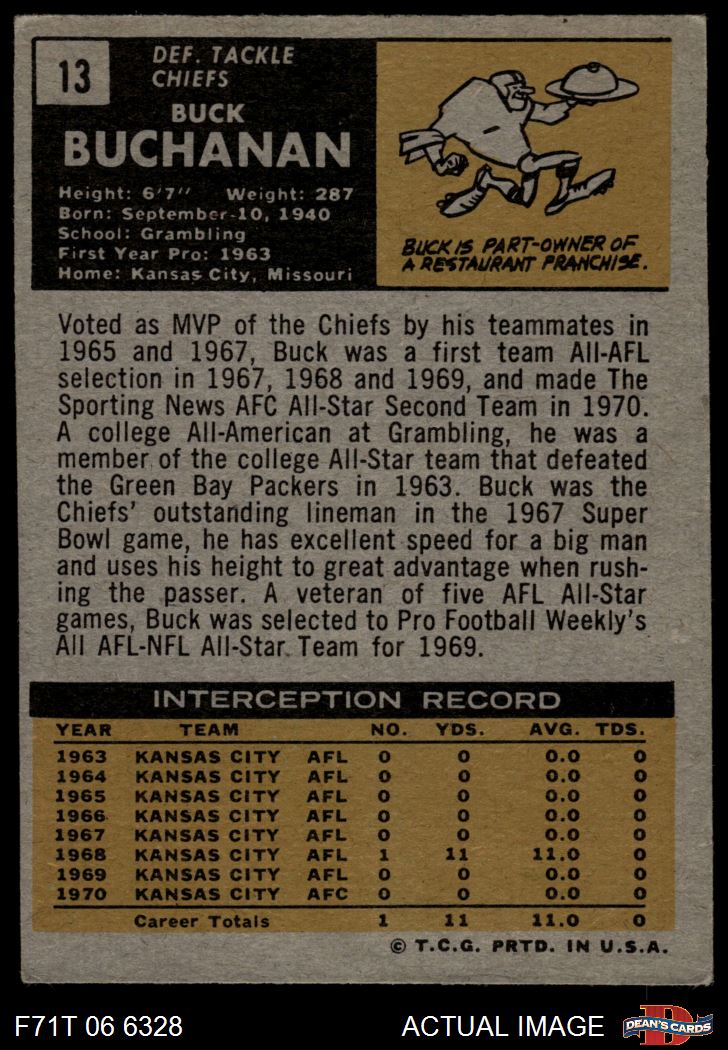 13
DEF. TACKLE
CHIEFS
BUCK
BUCHANAN
Height: 6'7" Weight: 287
Born: September 10, 1940
School: Grambling
First Year Pro: 1963
Home: Kansas City, Missouri
BUCK IS PART-OWNER OF
A RESTAURANT FRANCHISE.
Voted as MVP of the Chiefs by his teammates in
1965 and 1967, Buck was a first team All-AFL
selection in 1967, 1968 and 1969, and made The
Sporting News AFC All-Star Second Team in 1970.
A college All-American at Grambling, he was a
member of the college All-Star team that defeated
the Green Bay Packers in 1963. Buck was the
Chiefs' outstanding lineman in the 1967 Super
Bowl game, he has excellent speed for a big man
and uses his height to great advantage when rush-
ing the passer. A veteran of five AFL All-Star
games, Buck was selected to Pro Football Weekly's
All AFL-NFL All-Star Team for 1969.
INTERCEPTION RECORD
YEAR TEAM NO. YDS. AVG. TDS.
1963 KANSAS CITY AFL 0 0 0.0 0
1964 KANSAS CITY AFL 0 0 0.0 0
1965 KANSAS CITY AFL 0 0 0.0 0
1966 KANSAS CITY AFL 0 0 0.0 0
1967 KANSAS CITY AFL 0 0 0.0 0
1968 KANSAS CITY AFL 1 11 11.0 0
1969 KANSAS CITY AFL 0 0 0.0 0
1970 KANSAS CITY AFC 0 0 0.0 0
Career Totals 1 11 11.0 0
© T.C.G. PRTD. IN U.S.A.
F71T 06 6328 ACTUAL IMAGE
D
DEAN'S CARDS